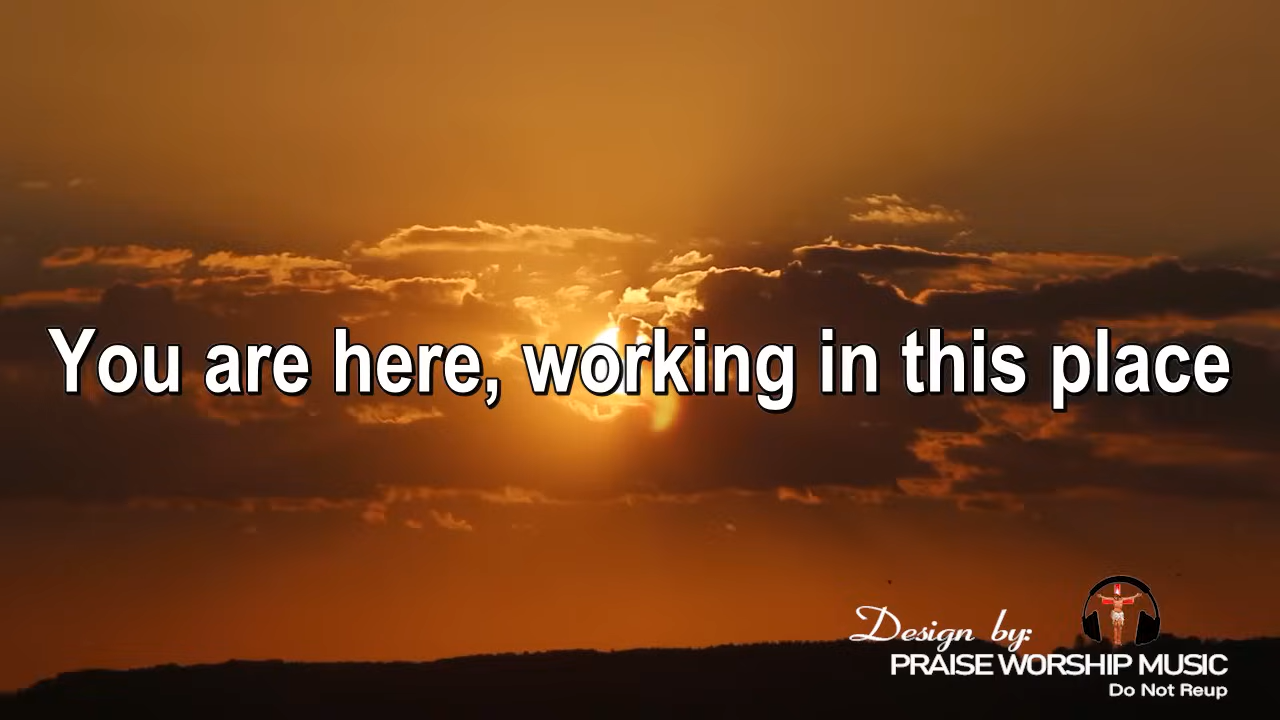 You are here, working in this place
Design by:
PRAISE WORSHIP MUSIC
Do Not Reup